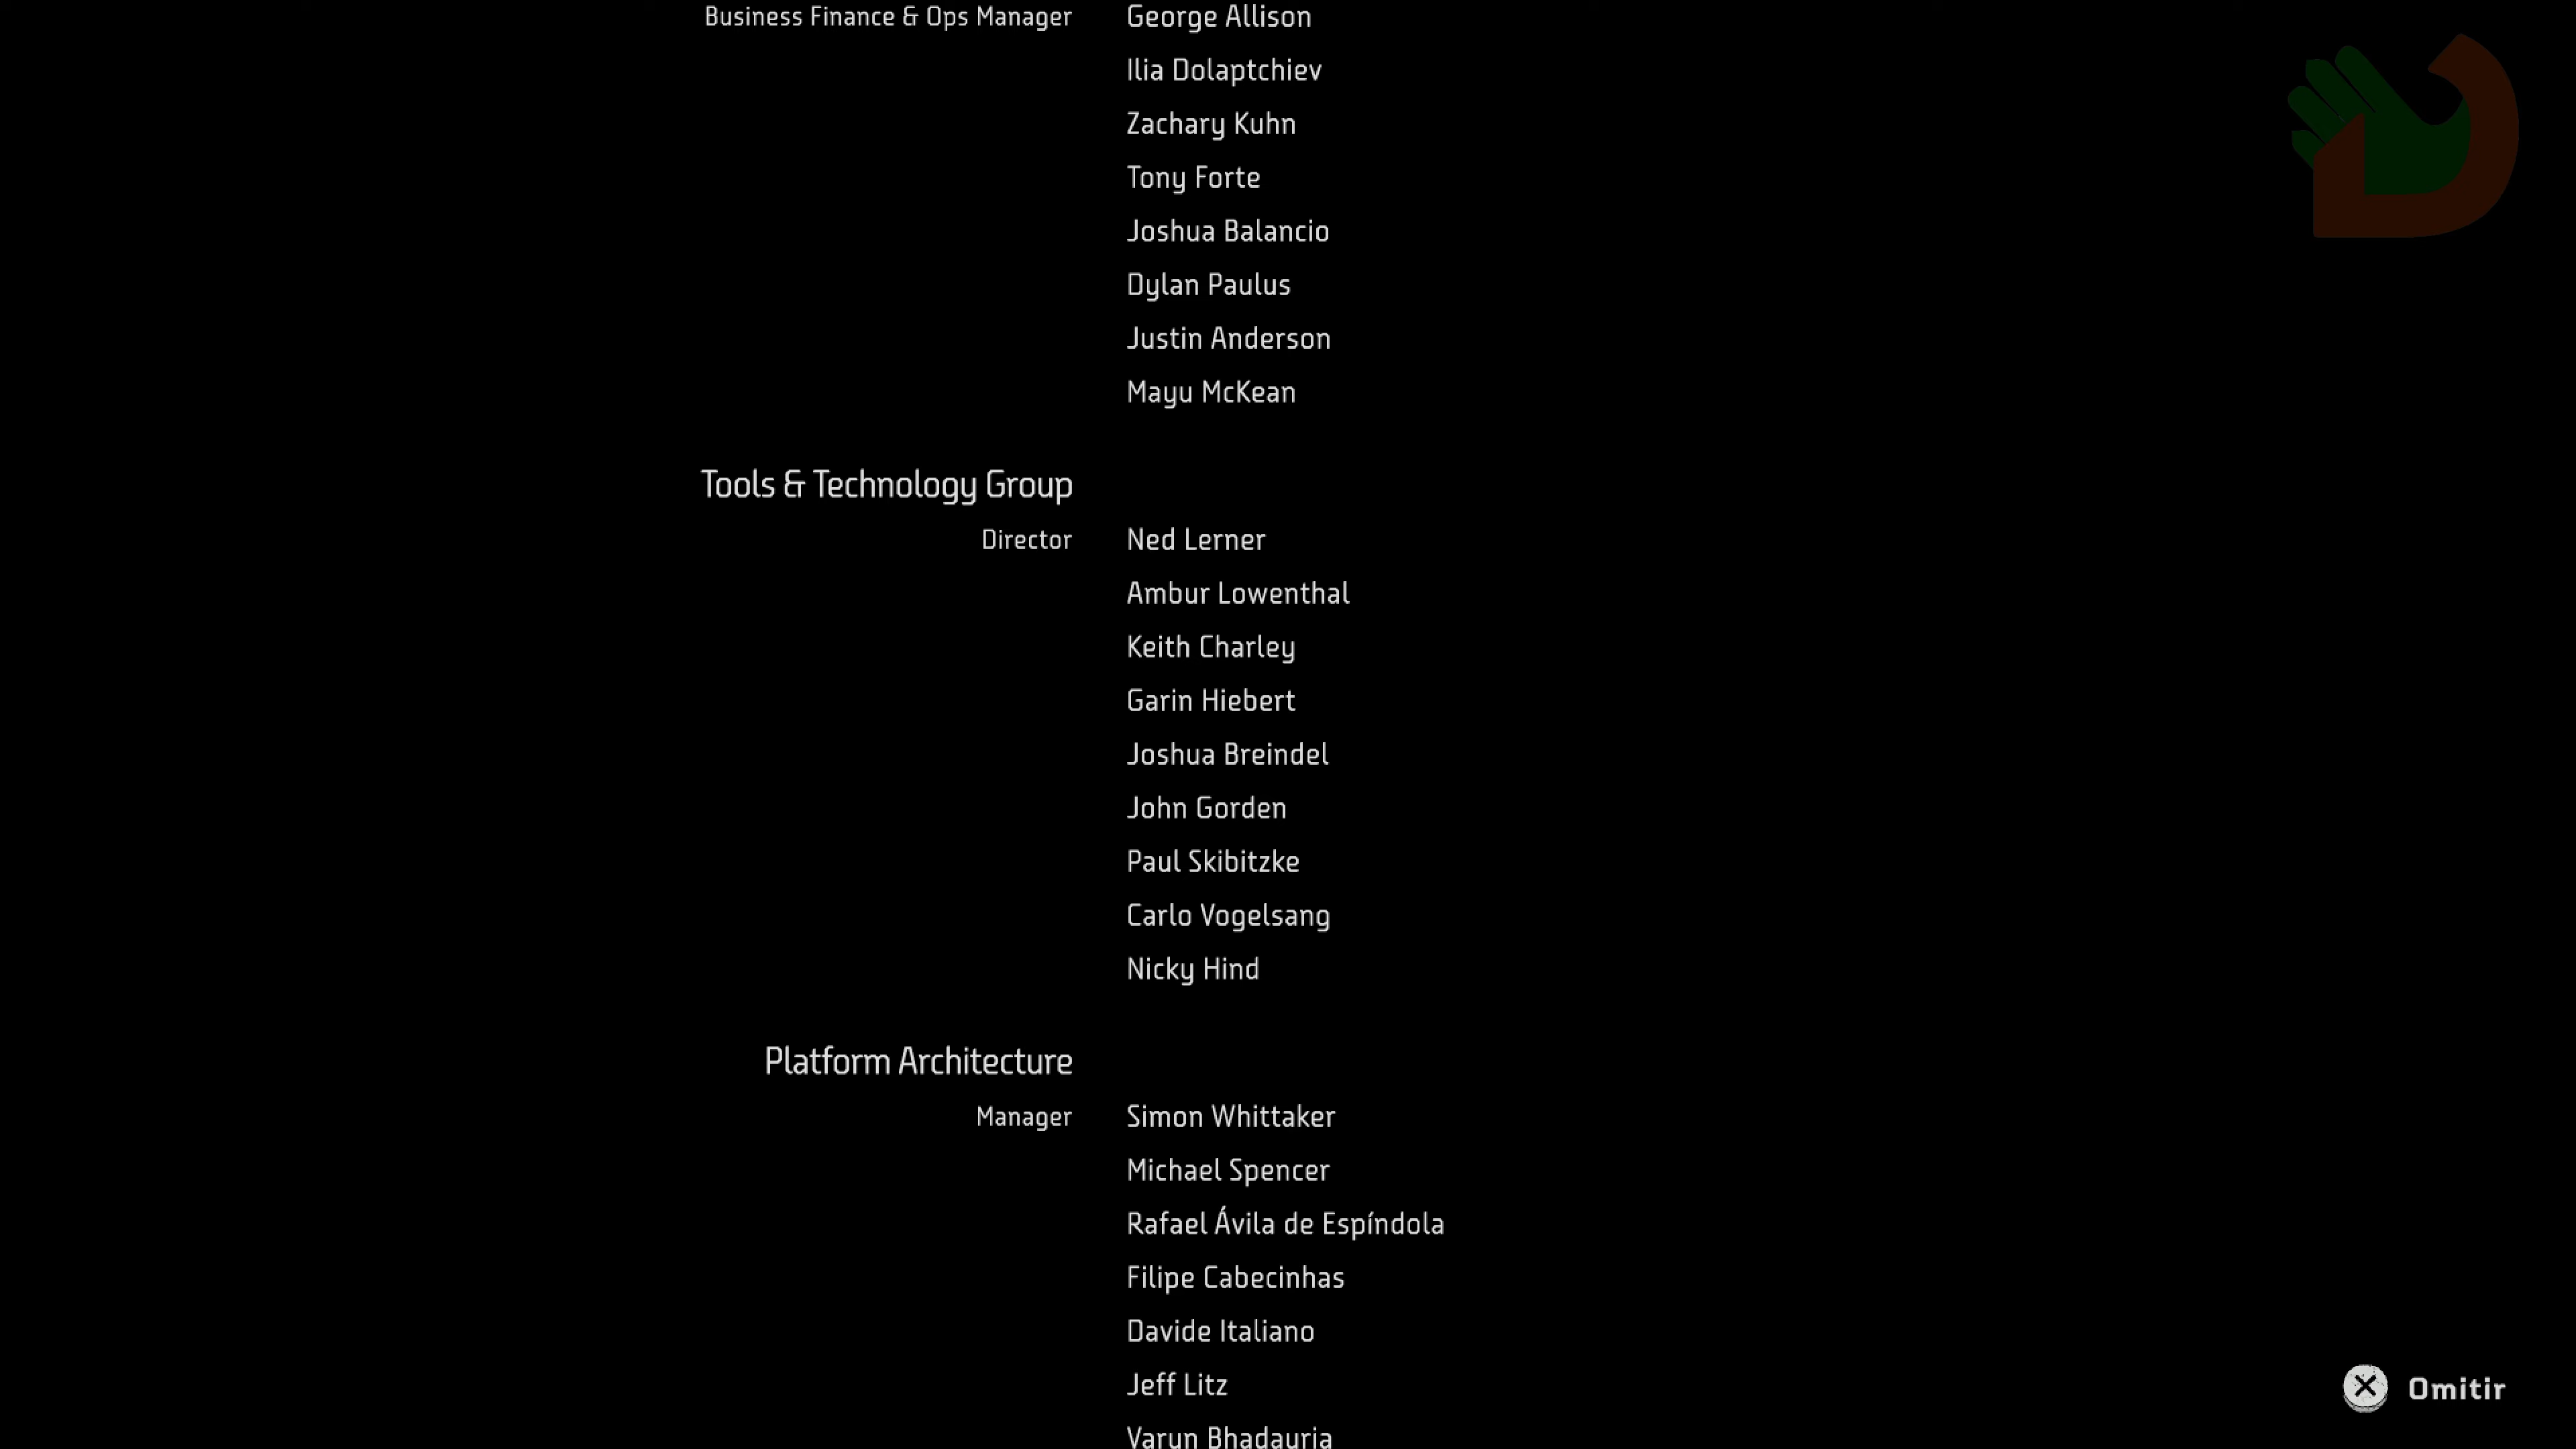 Business Finance & Ops Manager George Allison
Ilia Dolaptchiev
Zachary Kuhn
Tony Forte
Joshua Balancio
Dylan Paulus
Justin Anderson
Mayu McKean
Tools & Technology Group
Director Ned Lerner
Ambur Lowenthal
Keith Charley
Garin Hiebert
Joshua Breindel
John Gorden
Paul Skibitzke
Carlo Vogelsang
Nicky Hind
Platform Architecture
Manager Simon Whittaker
Michael Spencer
Rafael Ávila de Espíndola
Filipe Cabecinhas
Davide Italiano
Jeff Litz
Varun Bhadauria
Omitir